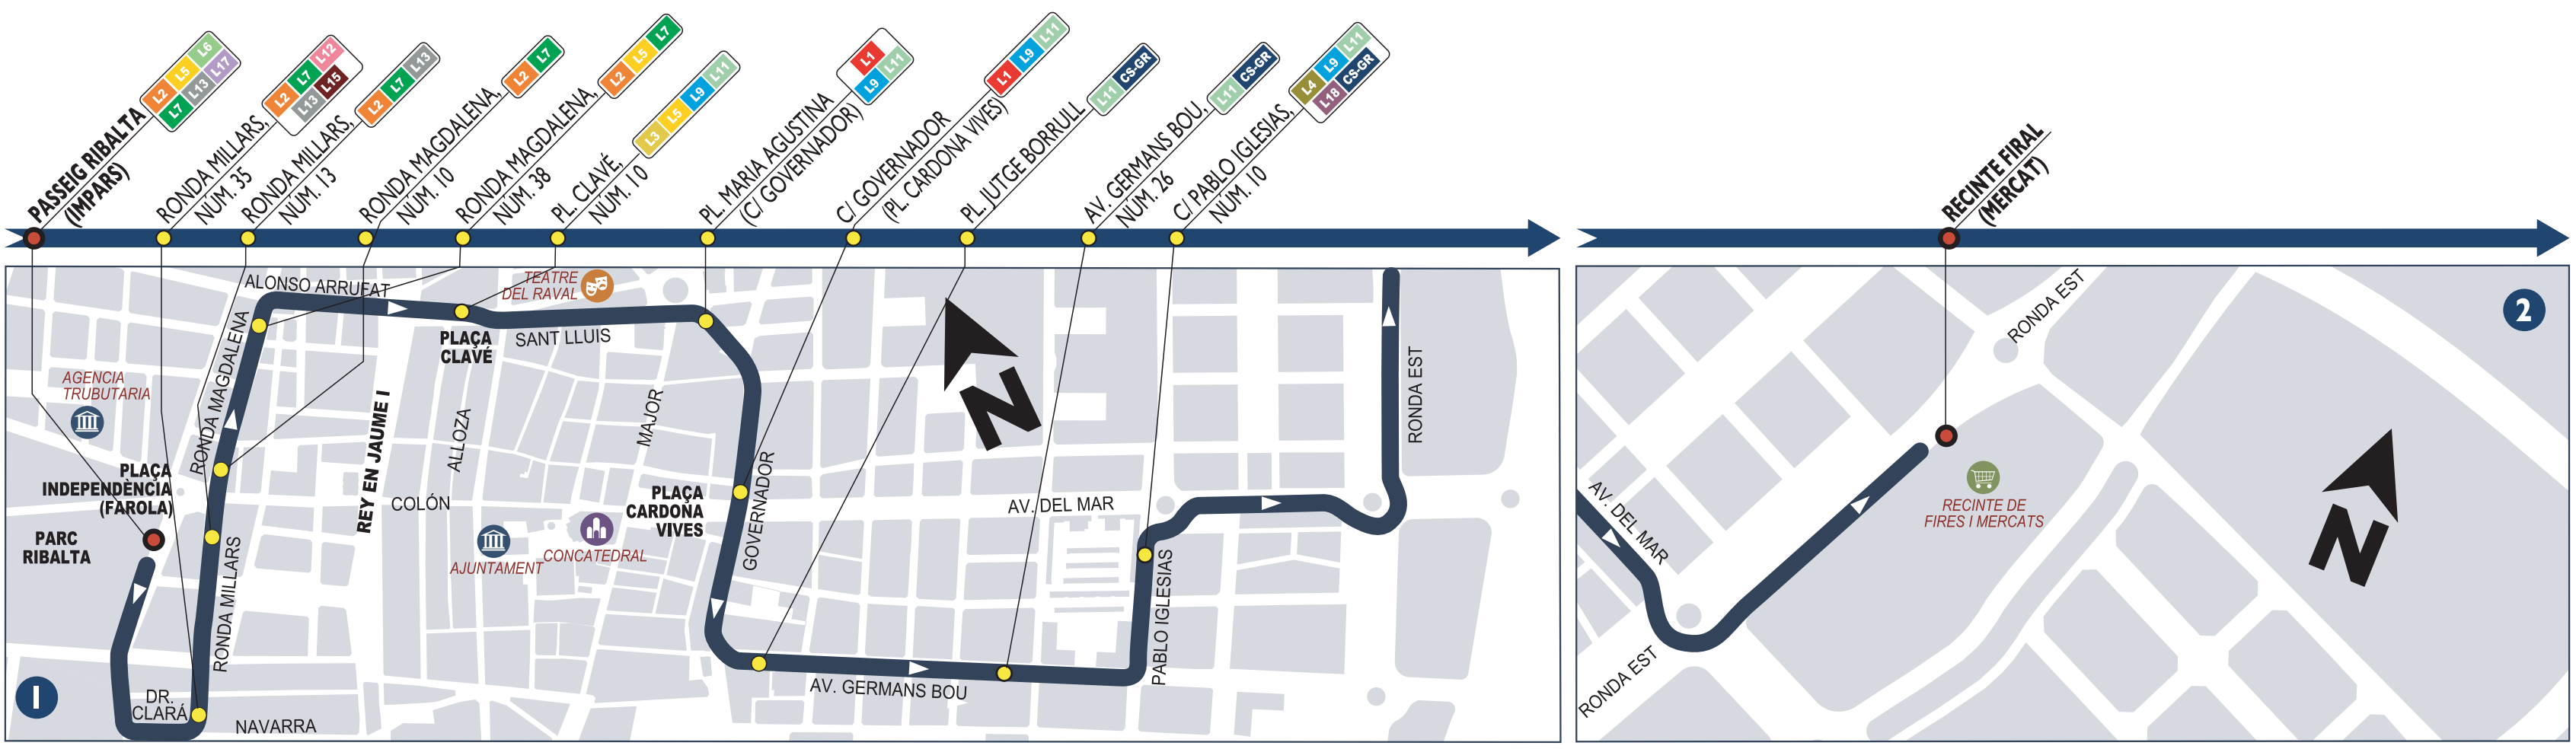 PASSEIG RIBALTA
(IMPARS)
L2 L5 L6
L7 L13 L17
RONDA MILLARS,
NÚM. 35
L2 L7 L12
L13 L15
RONDA MILLARS,
NÚM. 13
L2 L7 L13
RONDA MAGDALENA,
NÚM. 10
L2 L7
RONDA MAGDALENA,
NÚM. 38
L2 L5 L7
PL. CLAVÉ,
NÚM. 10
L3 L5 L9 L11
PL. MARIA AGUSTINA
(C/ GOVERNADOR)
L1
L9 L11
C/ GOVERNADOR
(PL. CARDONA VIVES)
L1 L9 L11
PL. JUTGE BORRULL
L11 CS-GR
AV. GERMANS BOU,
NÚM. 26
L11 CS-GR
C/ PABLO IGLESIAS,
NÚM. 10
L4 L9 L11
L18 CS-GR
RECINTE FIRAL
(MERCAT)
ALONSO ARRUFAT
TEATRE
DEL RAVAL
PLAÇA
CLAVÉ
SANT LLUIS
AGENCIA
TRUBUTARIA
RONDA MAGDALENA
REY EN JAUME I
ALLOZA
MAJOR
N
RONDA EST
PLAÇA
INDEPENDÈNCIA
(FAROLA)
PARC
RIBALTA
COLÓN
PLAÇA
CARDONA
VIVES
GOVERNADOR
AV. DEL MAR
AJUNTAMENT
CONCATEDRAL
RONDA MILLARS
PABLO IGLESIAS
1
DR.
CLARÁ
NAVARRA
AV. GERMANS BOU
RONDA EST
2
AV. DEL MAR
RECINTE DE
FIRES I MERCATS
N
RONDA EST